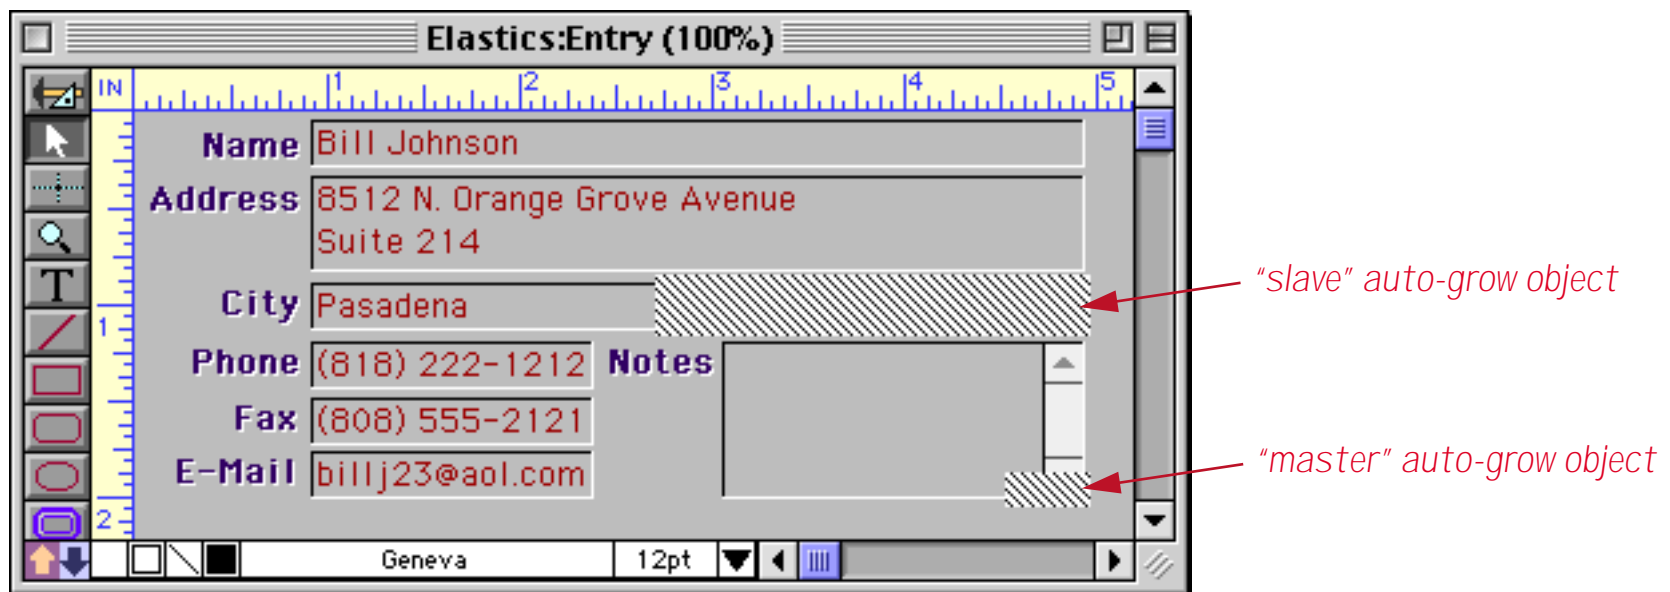 Elastics:Entry (100%)
IN 1 2 3 4 5
Name Bill Johnson
Address 8512 N. Orange Grove Avenue
Suite 214
"slave" auto-grow object
City Pasadena
1
Phone (818) 222-1212 Notes
Fax (808) 555-2121
"master" auto-grow object
E-Mail billj23@aol.com
T
2
Geneva 12pt